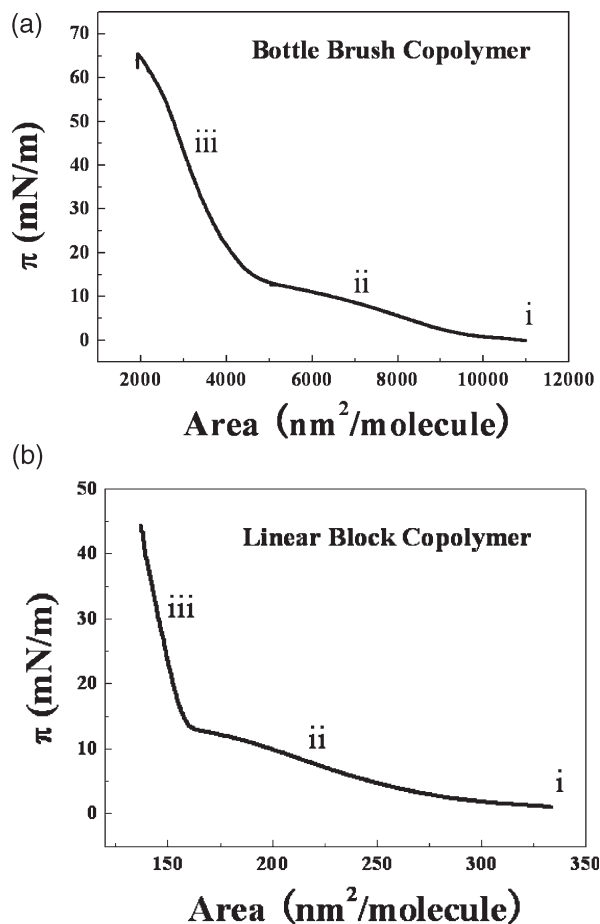 (a)
70
60
50
40
30
20
10
0
π (mN/m)
Bottle Brush Copolymer
iii
ii
i
2000 4000 6000 8000 10000 12000
Area (nm²/molecule)
(b)
50
40
30
20
10
0
π (mN/m)
Linear Block Copolymer
iii
ii
i
150 200 250 300 350
Area (nm²/molecule)